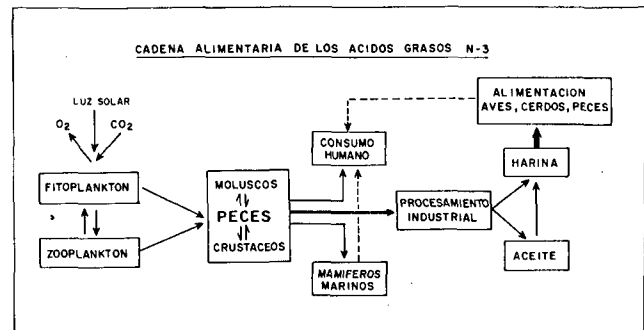 CADENA ALIMENTARIA DE LOS ACIDOS GRASOS N-3
LUZ SOLAR
O2 CO2
FITOPLANKTON
ZOOPLANKTON
MOLUSCOS
PECES
CRUSTACEOS
CONSUMO
HUMANO
MAMIFEROS
MARINOS
PROCESAMIENTO
INDUSTRIAL
ALIMENTACION
AVES, CERDOS, PECES
HARINA
ACEITE